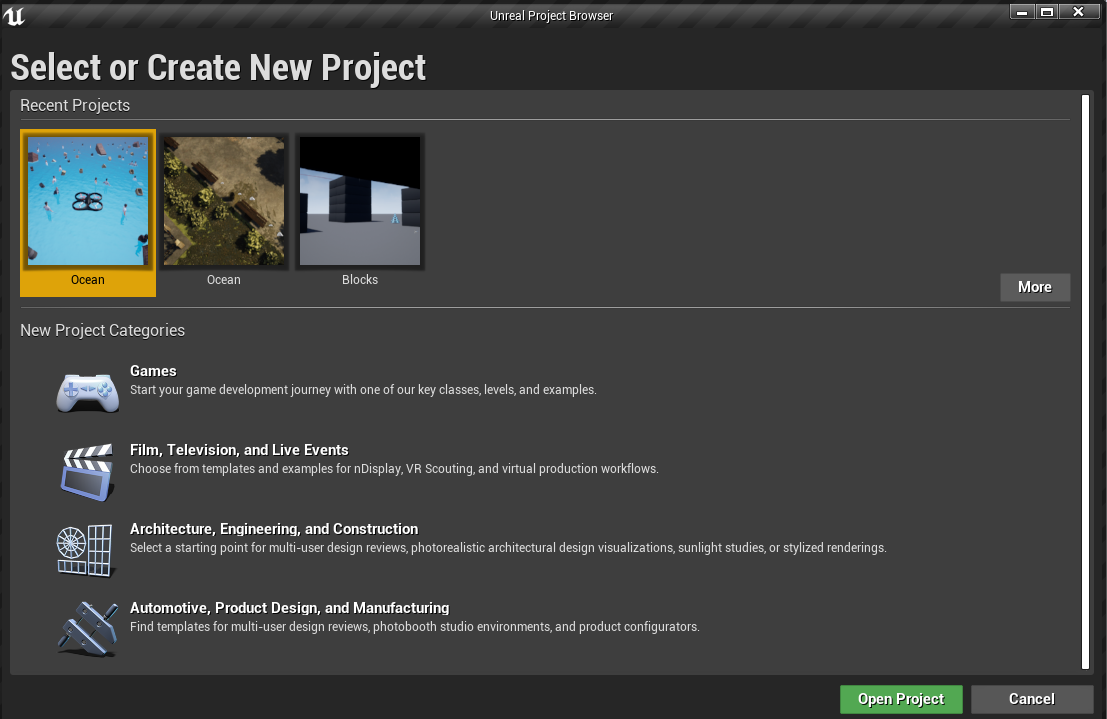 Unreal Project Browser
Select or Create New Project
Recent Projects
Ocean
Ocean
Blocks
More
New Project Categories
Games
Start your game development journey with one of our key classes, levels, and examples.
Film, Television, and Live Events
Choose from templates and examples for nDisplay, VR Scouting, and virtual production workflows.
Architecture, Engineering, and Construction
Select a starting point for multi-user design reviews, photorealistic architectural design visualizations, sunlight studies, or stylized renderings.
Automotive, Product Design, and Manufacturing
Find templates for multi-user design reviews, photobooth studio environments, and product configurators.
Open Project
Cancel